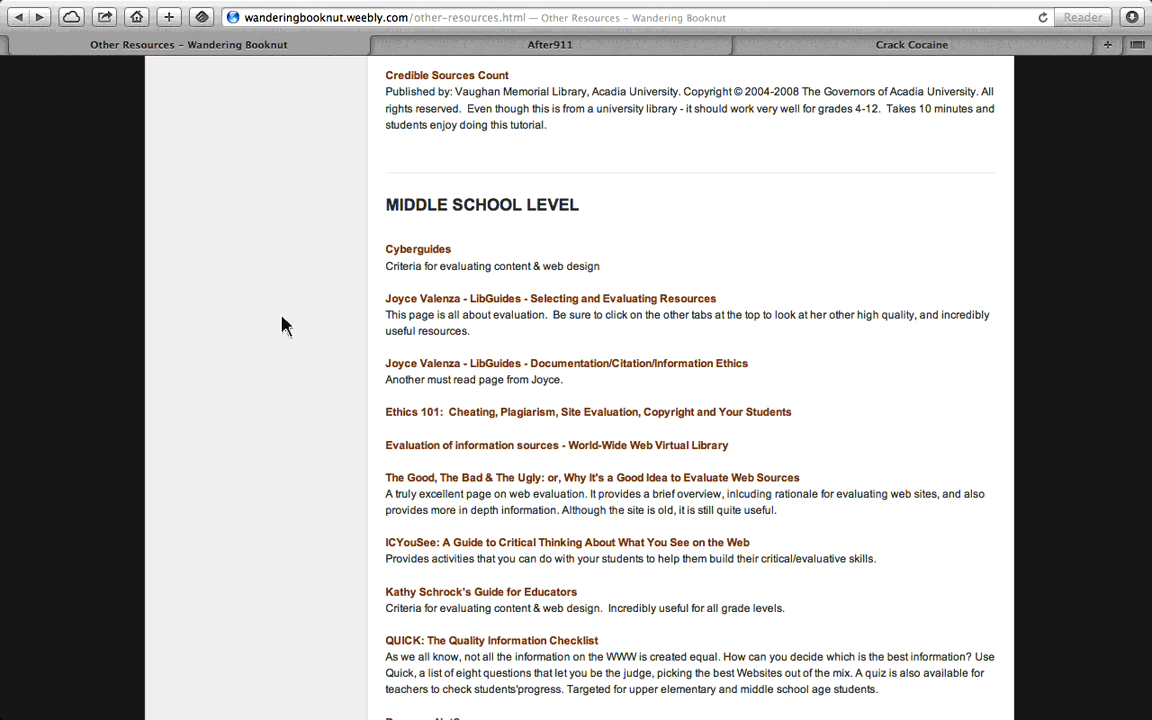 wanderingbooknut.weebly.com/other-resources.html — Other Resources – Wandering Booknut
Reader
Other Resources – Wandering Booknut
After911
Crack Cocaine
Credible Sources Count
Published by: Vaughan Memorial Library, Acadia University. Copyright © 2004-2008 The Governors of Acadia University. All
rights reserved.  Even though this is from a university library - it should work very well for grades 4-12.  Takes 10 minutes and
students enjoy doing this tutorial.
MIDDLE SCHOOL LEVEL
Cyberguides
Criteria for evaluating content & web design
Joyce Valenza - LibGuides - Selecting and Evaluating Resources
This page is all about evaluation.  Be sure to click on the other tabs at the top to look at her other high quality, and incredibly
useful resources.
Joyce Valenza - LibGuides - Documentation/Citation/Information Ethics
Another must read page from Joyce.
Ethics 101:  Cheating, Plagiarism, Site Evaluation, Copyright and Your Students
Evaluation of information sources - World-Wide Web Virtual Library
The Good, The Bad & The Ugly: or, Why It's a Good Idea to Evaluate Web Sources
A truly excellent page on web evaluation. It provides a brief overview, inlcuding rationale for evaluating web sites, and also
provides more in depth information. Although the site is old, it is still quite useful.
ICYouSee: A Guide to Critical Thinking About What You See on the Web
Provides activities that you can do with your students to help them build their critical/evaluative skills.
Kathy Schrock's Guide for Educators
Criteria for evaluating content & web design.  Incredibly useful for all grade levels.
QUICK: The Quality Information Checklist
As we all know, not all the information on the WWW is created equal. How can you decide which is the best information? Use
Quick, a list of eight questions that let you be the judge, picking the best Websites out of the mix. A quiz is also available for
teachers to check students'progress. Targeted for upper elementary and middle school age students.